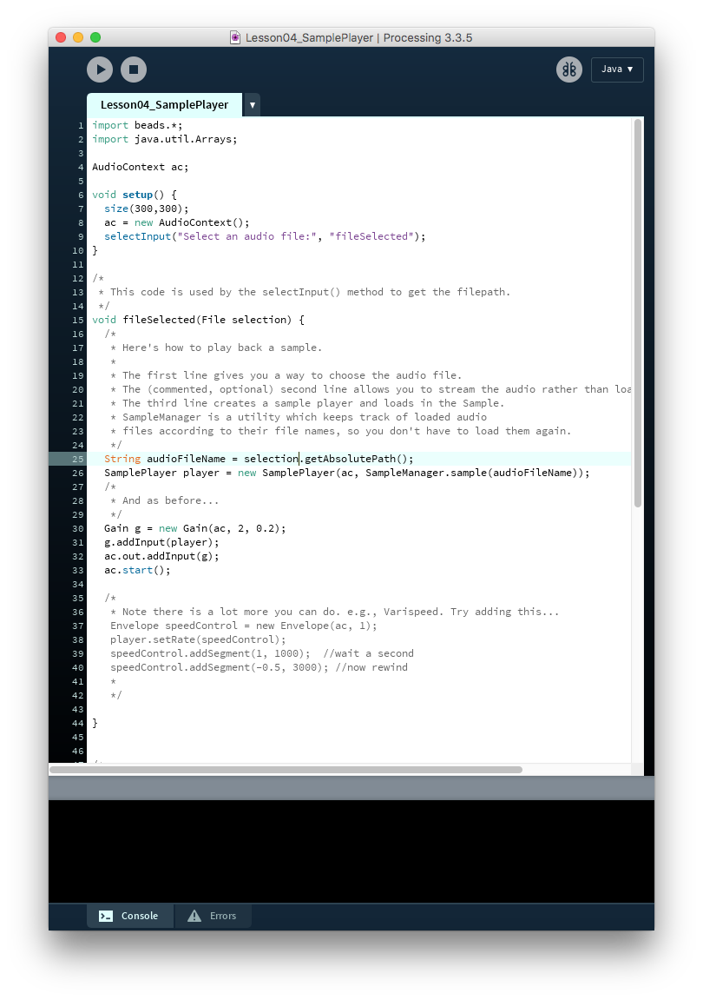 Lesson04_SamplePlayer | Processing 3.3.5
Java ▼
Lesson04_SamplePlayer ▼
1 import beads.*;
2 import java.util.Arrays;
3
4 AudioContext ac;
5
6 void setup() {
7   size(300,300);
8   ac = new AudioContext();
9   selectInput("Select an audio file:", "fileSelected");
10 }
11
12 /*
13  * This code is used by the selectInput() method to get the filepath.
14  */
15 void fileSelected(File selection) {
16   /*
17    * Here's how to play back a sample.
18    *
19    * The first line gives you a way to choose the audio file.
20    * The (commented, optional) second line allows you to stream the audio rather than loa
21    * The third line creates a sample player and loads in the Sample.
22    * SampleManager is a utility which keeps track of loaded audio
23    * files according to their file names, so you don't have to load them again.
24    */
25   String audioFileName = selection.getAbsolutePath();
26   SamplePlayer player = new SamplePlayer(ac, SampleManager.sample(audioFileName));
27   /*
28    * And as before...
29    */
30   Gain g = new Gain(ac, 2, 0.2);
31   g.addInput(player);
32   ac.out.addInput(g);
33   ac.start();
34
35   /*
36    * Note there is a lot more you can do. e.g., Varispeed. Try adding this...
37    Envelope speedControl = new Envelope(ac, 1);
38    player.setRate(speedControl);
39    speedControl.addSegment(1, 1000);  //wait a second
40    speedControl.addSegment(-0.5, 3000); //now rewind
41    *
42    */
43
44 }
45
46
Console
Errors